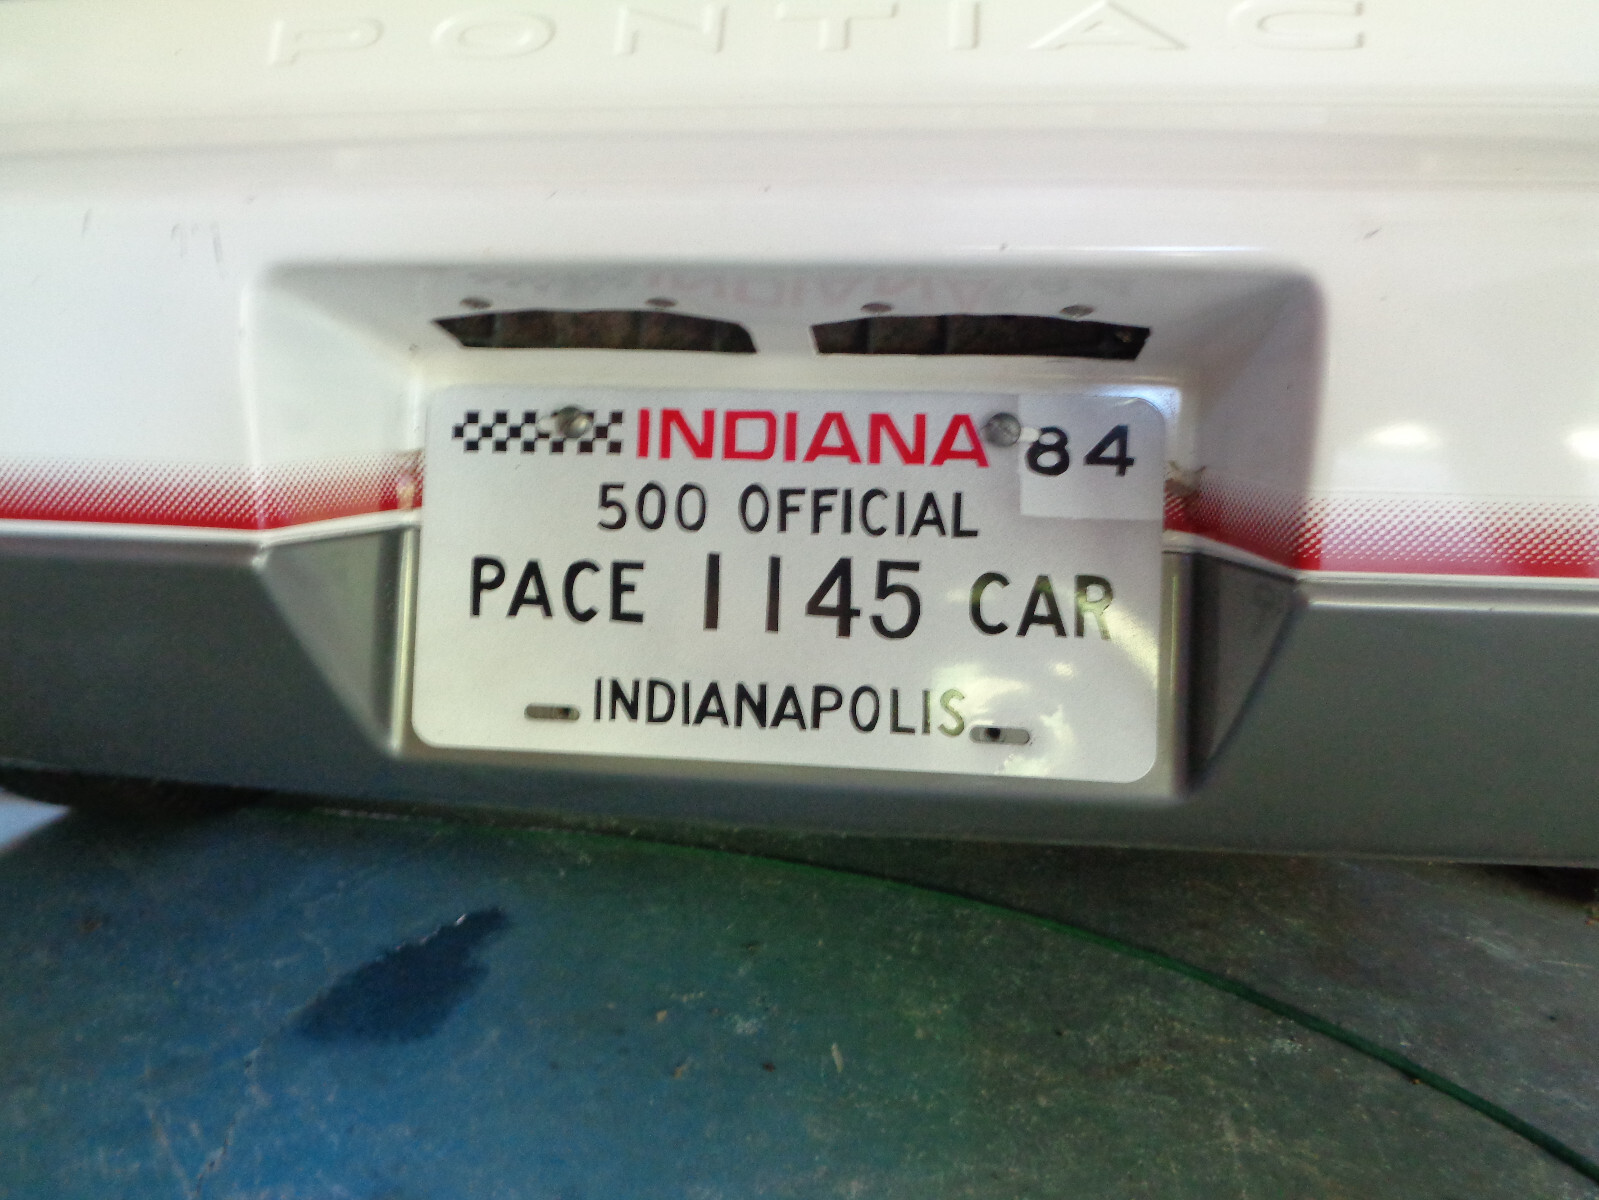 PONTIAC
INDIANA 84
500 OFFICIAL
PACE 1145 CAR
INDIANAPOLIS